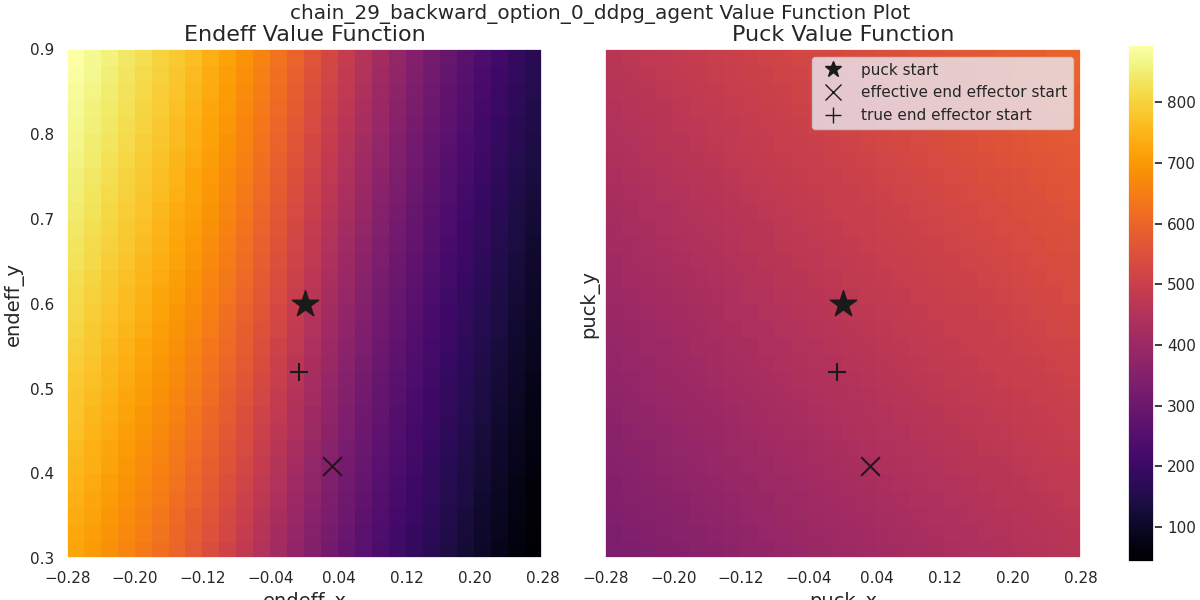 chain_29_backward_option_0_ddpg_agent Value Function Plot
Endeff Value Function
Puck Value Function
puck start
effective end effector start
true end effector start
endeff_y
0.9
0.8
0.7
0.6
0.5
0.4
0.3
−0.28 −0.20 −0.12 −0.04 0.04 0.12 0.20 0.28
endeff_x
puck_y
−0.28 −0.20 −0.12 −0.04 0.04 0.12 0.20 0.28
puck_x
800
700
600
500
400
300
200
100